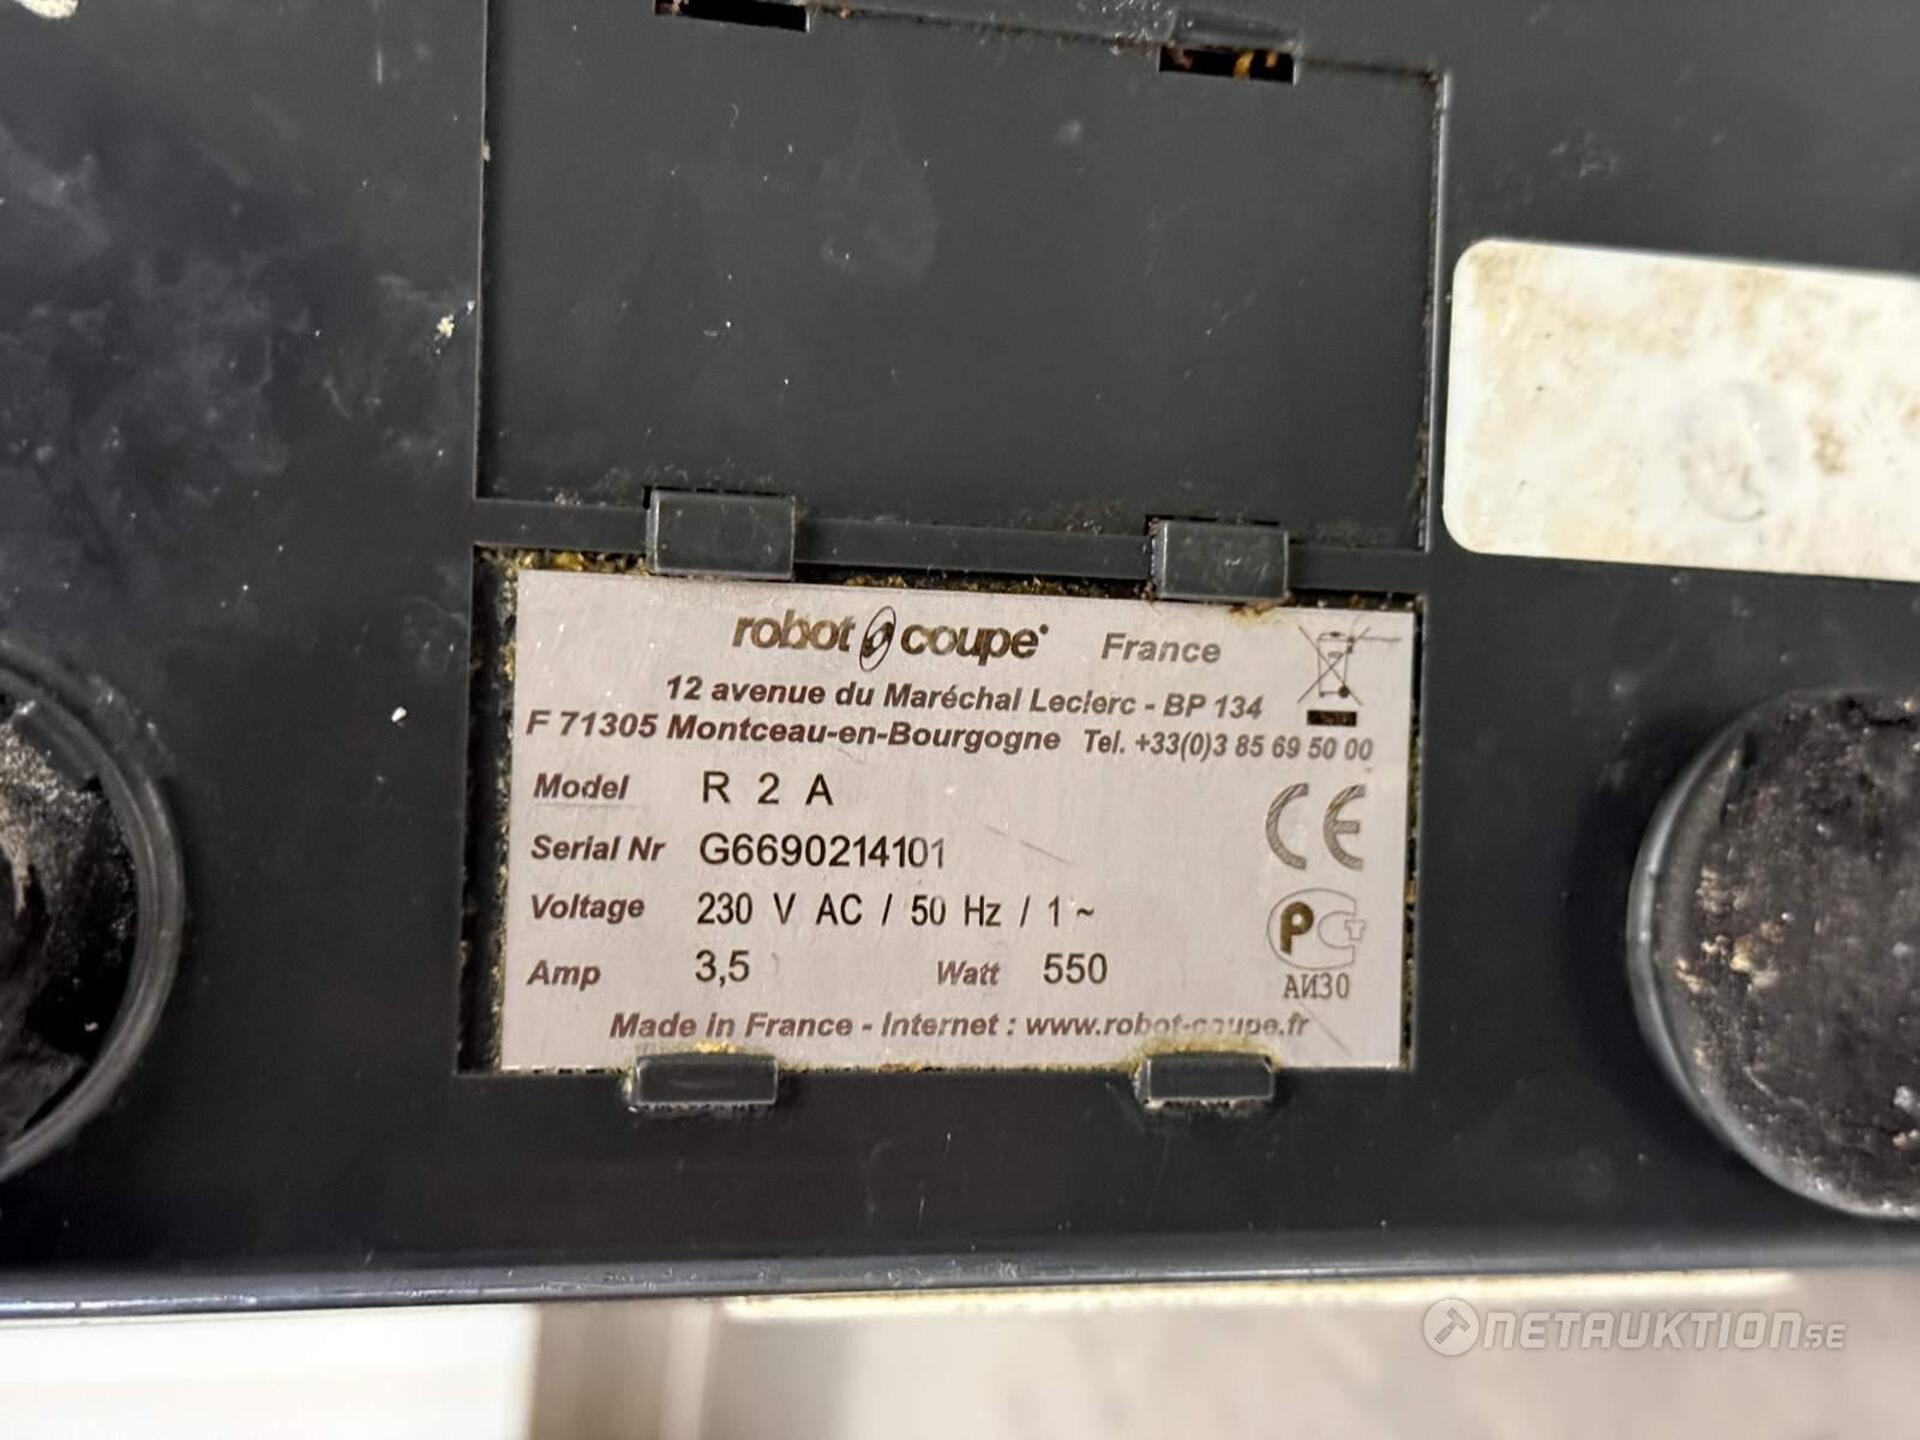 robot coupe France
12 avenue du Maréchal Leclerc - BP 134
F 71305 Montceau-en-Bourgogne Tel. +33(0)3 85 69 50 00
Model R 2 A
Serial Nr G6690214101
Voltage 230 V AC / 50 Hz / 1 ~
Amp 3,5 Watt 550
CE
АИ30
Made in France - Internet : www.robot-coupe.fr
NETAUKTION.SE